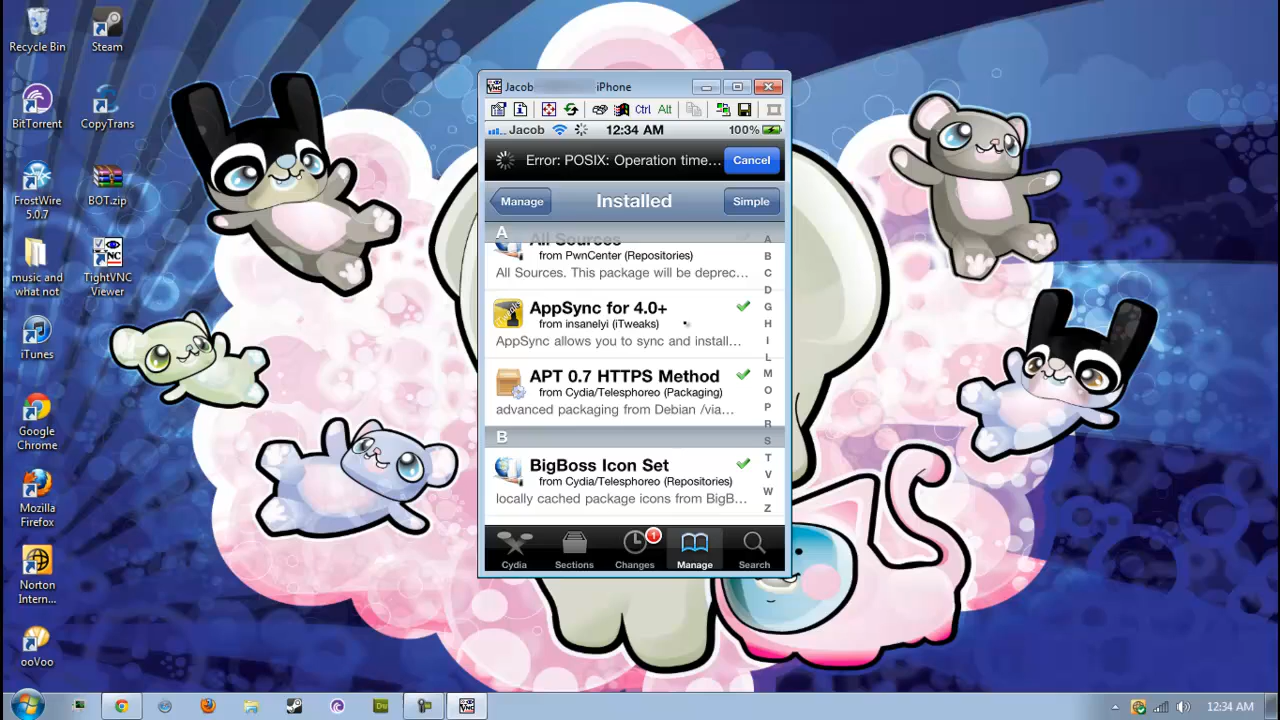 Recycle Bin
Steam
BitTorrent
CopyTrans
FrostWire
5.0.7
BOT.zip
music and
what not
TightVNC
Viewer
iTunes
Google
Chrome
Mozilla
Firefox
Norton
Intern...
ooVoo
Jacob iPhone
Ctrl Alt
Jacob 12:34 AM 100%
Error: POSIX: Operation time... Cancel
Manage Installed Simple
A
All Sources
from PwnCenter (Repositories)
All Sources. This package will be deprec...
AppSync for 4.0+
from insanelyi (iTweaks)
AppSync allows you to sync and install...
APT 0.7 HTTPS Method
from Cydia/Telesphoreo (Packaging)
advanced packaging from Debian /via...
B
BigBoss Icon Set
from Cydia/Telesphoreo (Repositories)
locally cached package icons from BigB...
A
B
C
D
G
H
I
L
M
O
P
R
S
T
V
W
Z
1
Cydia Sections Changes Manage Search
Dw
12:34 AM